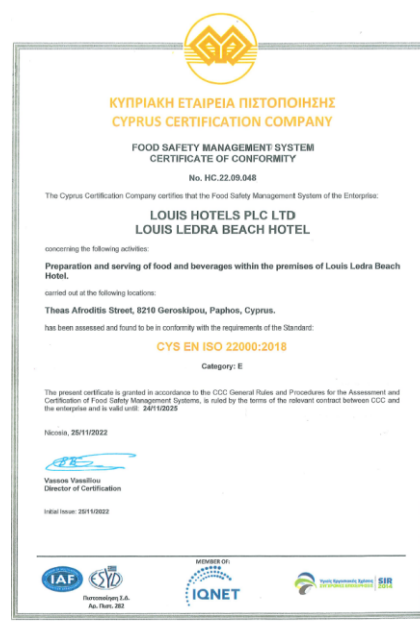 ΚΥΠΡΙΑΚΗ ΕΤΑΙΡΕΙΑ ΠΙΣΤΟΠΟΙΗΣΗΣ
CYPRUS CERTIFICATION COMPANY
FOOD SAFETY MANAGEMENT SYSTEM
CERTIFICATE OF CONFORMITY
No. HC.22.09.048
The Cyprus Certification Company certifies that the Food Safety Management System of the Enterprise:
LOUIS HOTELS PLC LTD
LOUIS LEDRA BEACH HOTEL
concerning the following activities:
Preparation and serving of food and beverages within the premises of Louis Ledra Beach
Hotel.
carried out at the following locations:
Theas Afroditis Street, 8210 Geroskipou, Paphos, Cyprus.
has been assessed and found to be in conformity with the requirements of the Standard:
CYS EN ISO 22000:2018
Category: E
The present certificate is granted in accordance to the CCC General Rules and Procedures for the Assessment and
Certification of Food Safety Management Systems, is ruled by the terms of the relevant contract between CCC and
the enterprise and is valid until: 24/11/2025
Nicosia, 25/11/2022
Vassos Vassiliou
Director of Certification
Initial Issue: 25/11/2022
IAF
ΕΣΥΔ
Πιστοποίηση Σ.Δ.
Αρ. Πιστ. 282
MEMBER OF:
IQNET
SIR